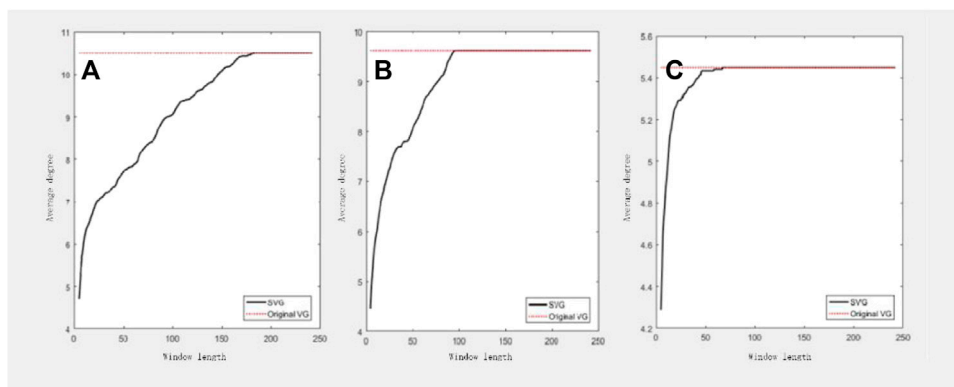 A
11
10
9
8
7
6
5
4
Average degree
0 50 100 150 200 250
Window length
SVG
Original VG
B
10
9
8
7
6
5
4
Average degree
0 50 100 150 200 250
Window length
SVG
Original VG
C
5.6
5.4
5.2
5
4.8
4.6
4.4
4.2
Average degree
0 50 100 150 200 250
Window length
SVG
Original VG